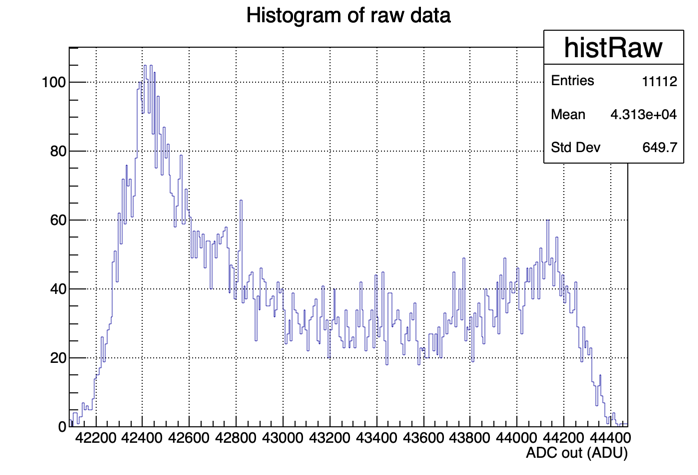 Histogram of raw data
histRaw
Entries 11112
Mean 4.313e+04
Std Dev 649.7
100
80
60
40
20
0
42200 42400 42600 42800 43000 43200 43400 43600 43800 44000 44200 44400
ADC out (ADU)